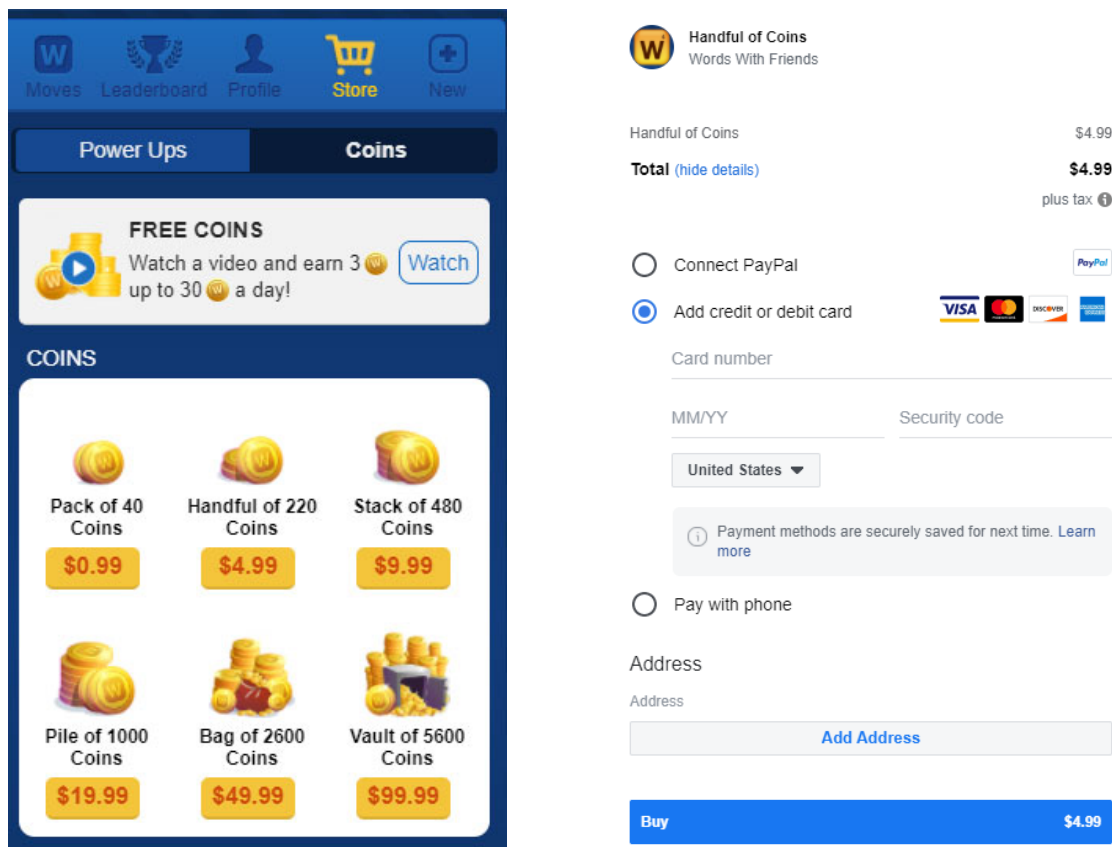 W
Moves Leaderboard Profile Store New
Power Ups Coins
FREE COINS
Watch a video and earn 3
up to 30 a day!
Watch
COINS
Pack of 40
Coins
$0.99
Handful of 220
Coins
$4.99
Stack of 480
Coins
$9.99
Pile of 1000
Coins
$19.99
Bag of 2600
Coins
$49.99
Vault of 5600
Coins
$99.99
W
Handful of Coins
Words With Friends
Handful of Coins $4.99
Total (hide details) $4.99
plus tax
Connect PayPal PayPal
Add credit or debit card VISA DISCOVER
Card number
MM/YY Security code
United States
Payment methods are securely saved for next time. Learn
more
Pay with phone
Address
Address
Add Address
Buy $4.99